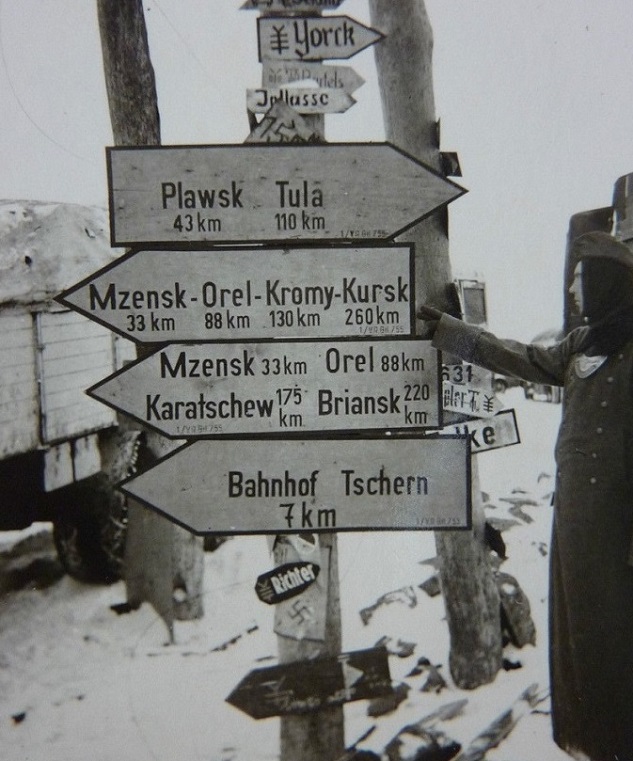 Yorck
Plawsk Tula
43 km 110 km
Mzensk-Orel-Kromy-Kursk
33 km 88 km 130 km 260 km
Mzensk 33 km Orel 88 km
Karatschew 175 km Briansk 220 km
631
Bahnhof Tschern
7 km
Richter